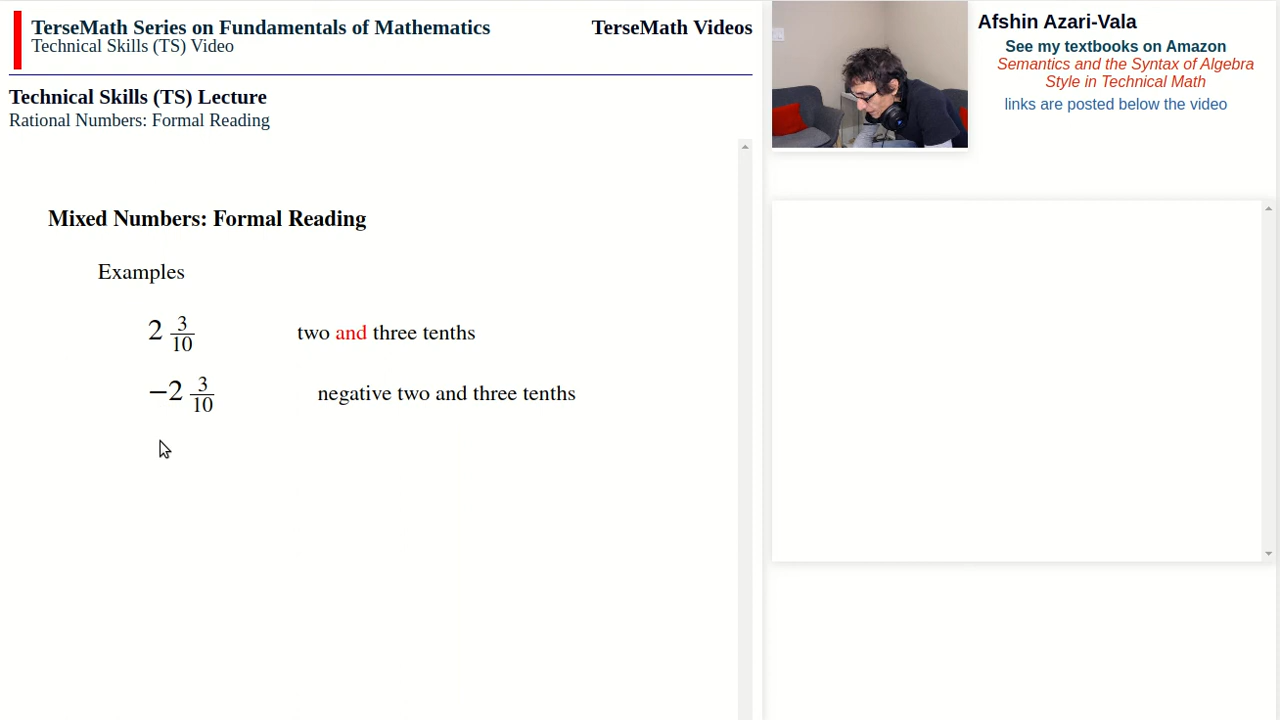 TerseMath Series on Fundamentals of Mathematics
Technical Skills (TS) Video
TerseMath Videos
Technical Skills (TS) Lecture
Rational Numbers: Formal Reading
Mixed Numbers: Formal Reading
Examples
2 3/10 two and three tenths
−2 3/10 negative two and three tenths
Afshin Azari-Vala
See my textbooks on Amazon
Semantics and the Syntax of Algebra
Style in Technical Math
links are posted below the video